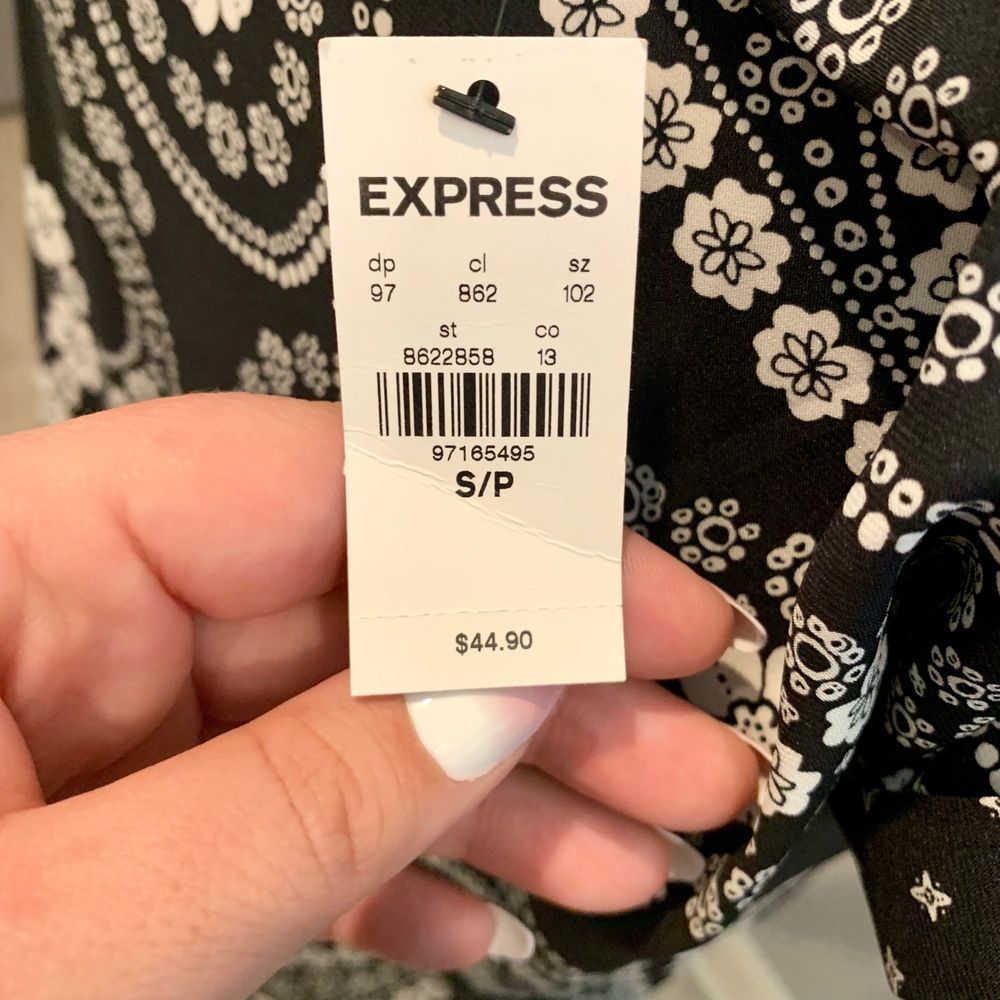 EXPRESS
dp cl sz
97 862 102
st co
8622858 13
97165495
S/P
$44.90